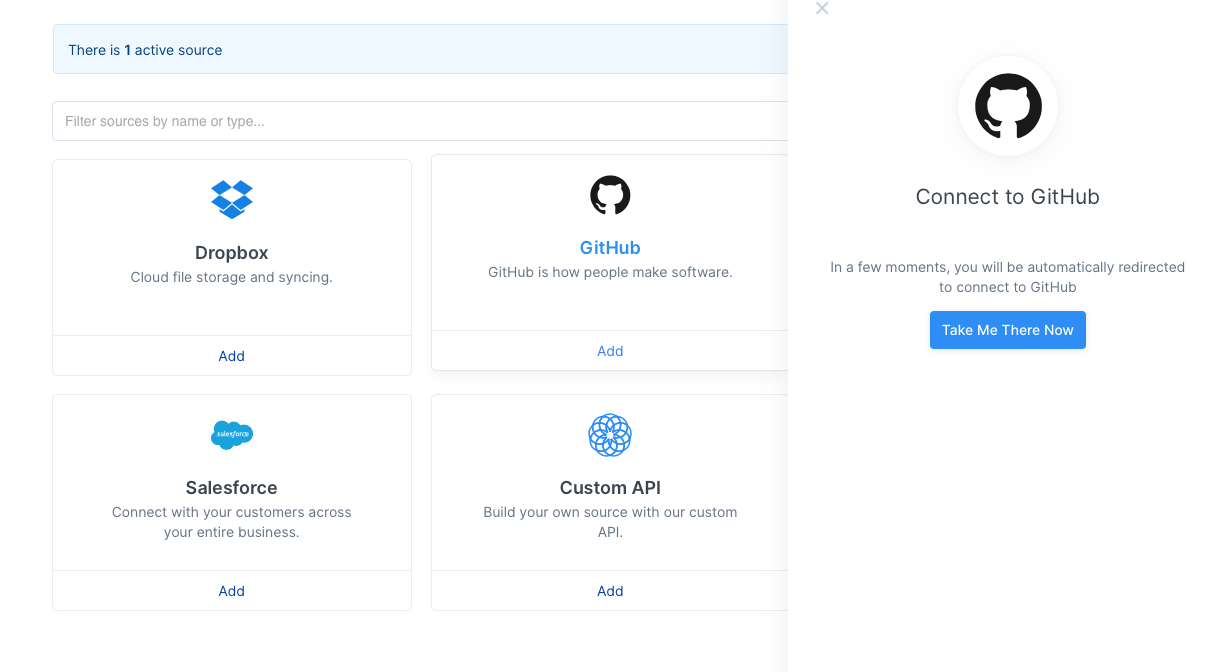 There is 1 active source
Filter sources by name or type...
Dropbox
Cloud file storage and syncing.
Add
GitHub
GitHub is how people make software.
Add
salesforce
Salesforce
Connect with your customers across
your entire business.
Add
Custom API
Build your own source with our custom
API.
Add
Connect to GitHub
In a few moments, you will be automatically redirected
to connect to GitHub
Take Me There Now